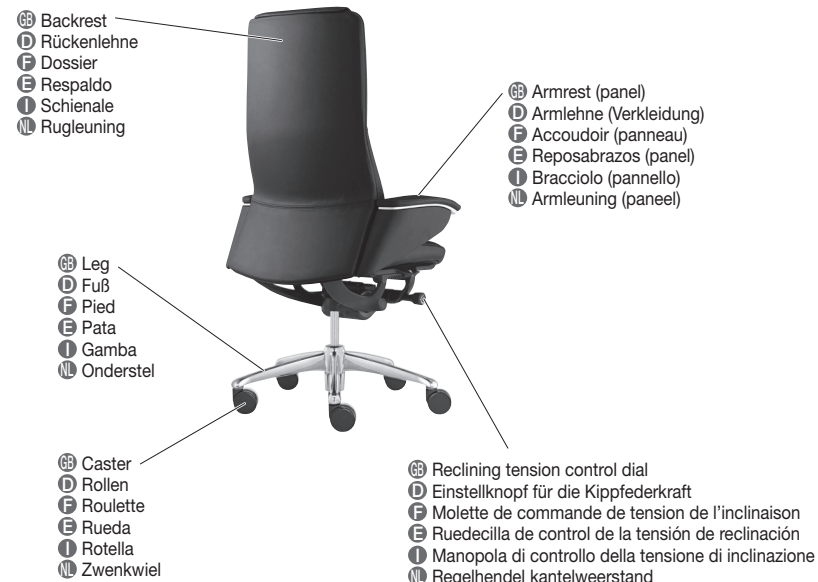 GB Backrest
D Rückenlehne
F Dossier
E Respaldo
I Schienale
NL Rugleuning
GB Armrest (panel)
D Armlehne (Verkleidung)
F Accoudoir (panneau)
E Reposabrazos (panel)
I Bracciolo (pannello)
NL Armleuning (paneel)
GB Leg
D Fuß
F Pied
E Pata
I Gamba
NL Onderstel
GB Caster
D Rollen
F Roulette
E Rueda
I Rotella
NL Zwenkwiel
GB Reclining tension control dial
D Einstellknopf für die Kippfederkraft
F Molette de commande de tension de l’inclinaison
E Ruedecilla de control de la tensión de reclinación
I Manopola di controllo della tensione di inclinazione
NL Regelhendel kantelweerstand